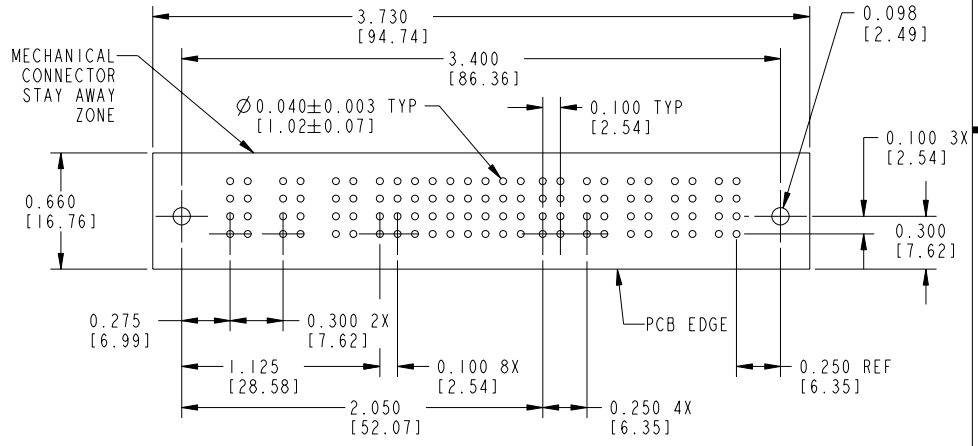 3.730
[94.74]
0.098
[2.49]
MECHANICAL
CONNECTOR
STAY AWAY
ZONE
3.400
[86.36]
Ø0.040±0.003 TYP
[1.02±0.07]
0.100 TYP
[2.54]
0.100 3X
[2.54]
0.660
[16.76]
0.300
[7.62]
0.275
[6.99]
0.300 2X
[7.62]
PCB EDGE
1.125
[28.58]
0.100 8X
[2.54]
0.250 REF
[6.35]
2.050
[52.07]
0.250 4X
[6.35]